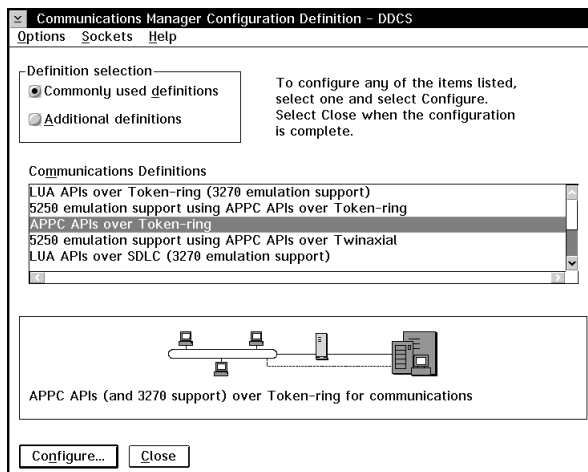 Communications Manager Configuration Definition - DDCS
Options Sockets Help
Definition selection
Commonly used definitions
Additional definitions
To configure any of the items listed,
select one and select Configure.
Select Close when the configuration
is complete.
Communications Definitions
LUA APIs over Token-ring (3270 emulation support)
5250 emulation support using APPC APIs over Token-ring
APPC APIs over Token-ring
5250 emulation support using APPC APIs over Twinaxial
LUA APIs over SDLC (3270 emulation support)
APPC APIs (and 3270 support) over Token-ring for communications
Configure... Close